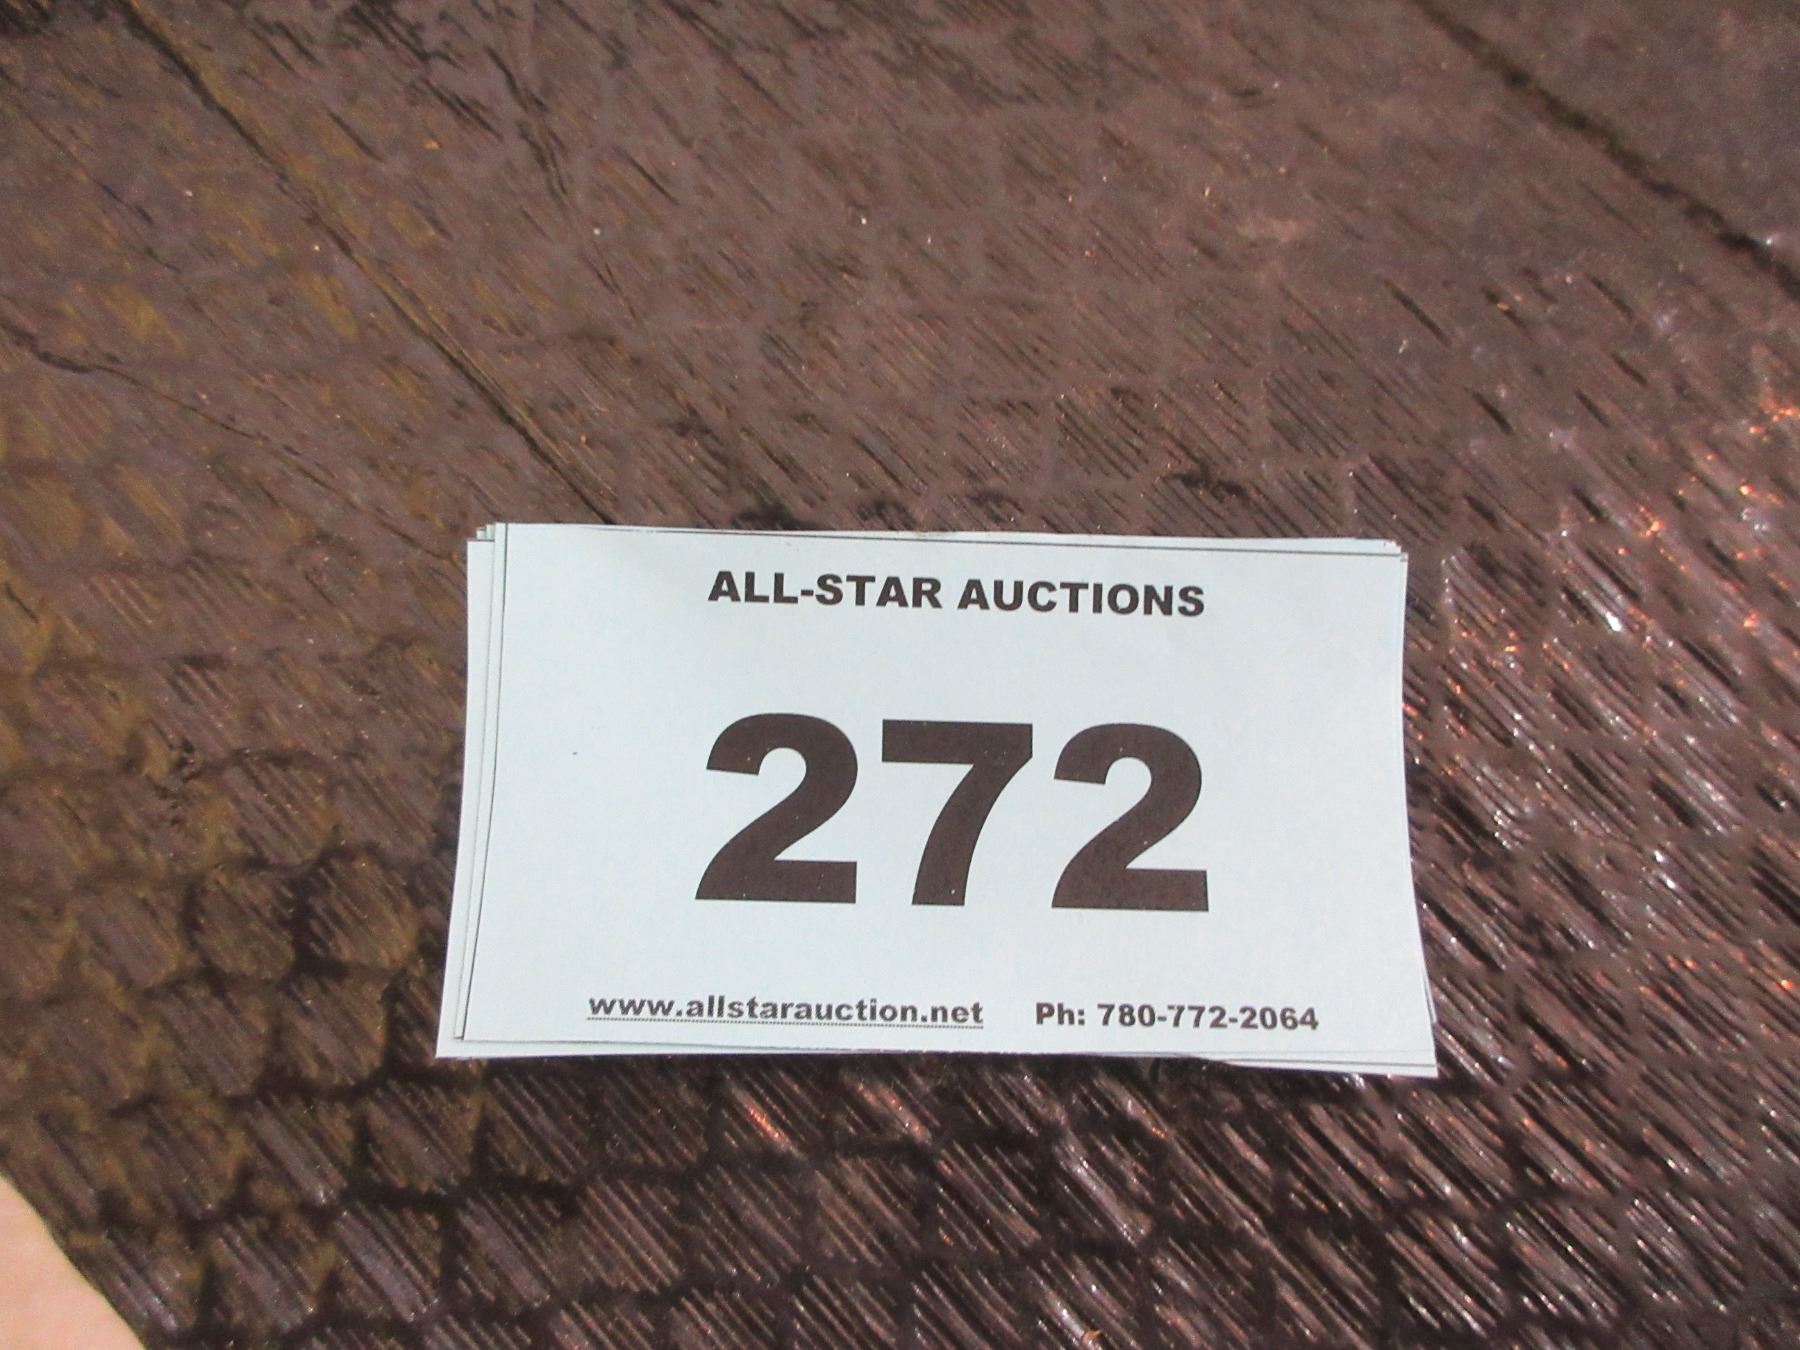 ALL-STAR AUCTIONS
272
www.allstarauction.net Ph: 780-772-2064